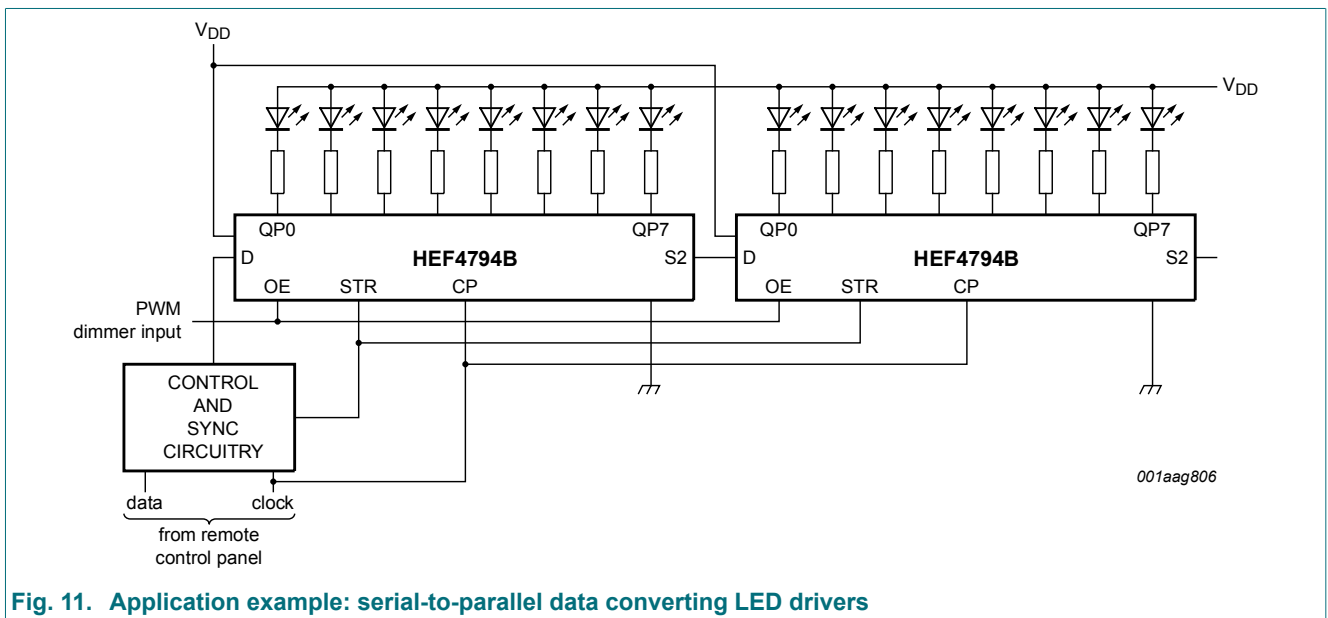 VDD
VDD
QP0 QP7 QP0 QP7
D HEF4794B S2 D HEF4794B S2
OE STR CP OE STR CP
PWM
dimmer input
CONTROL
AND
SYNC
CIRCUITRY
data clock
from remote
control panel
001aag806
Fig. 11. Application example: serial-to-parallel data converting LED drivers